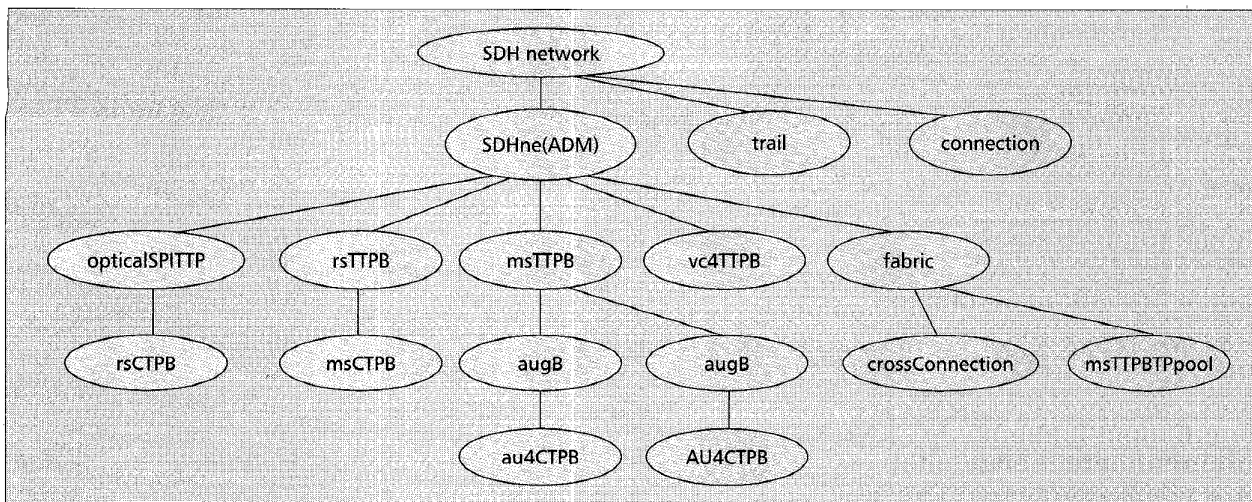 SDH network
SDHne(ADM)
trail
connection
opticalSPITTP
rsTTPB
msTTPB
vc4TTPB
fabric
rsCTPB
msCTPB
augB
augB
crossConnection
msTTPBTPpool
au4CTPB
AU4CTPB